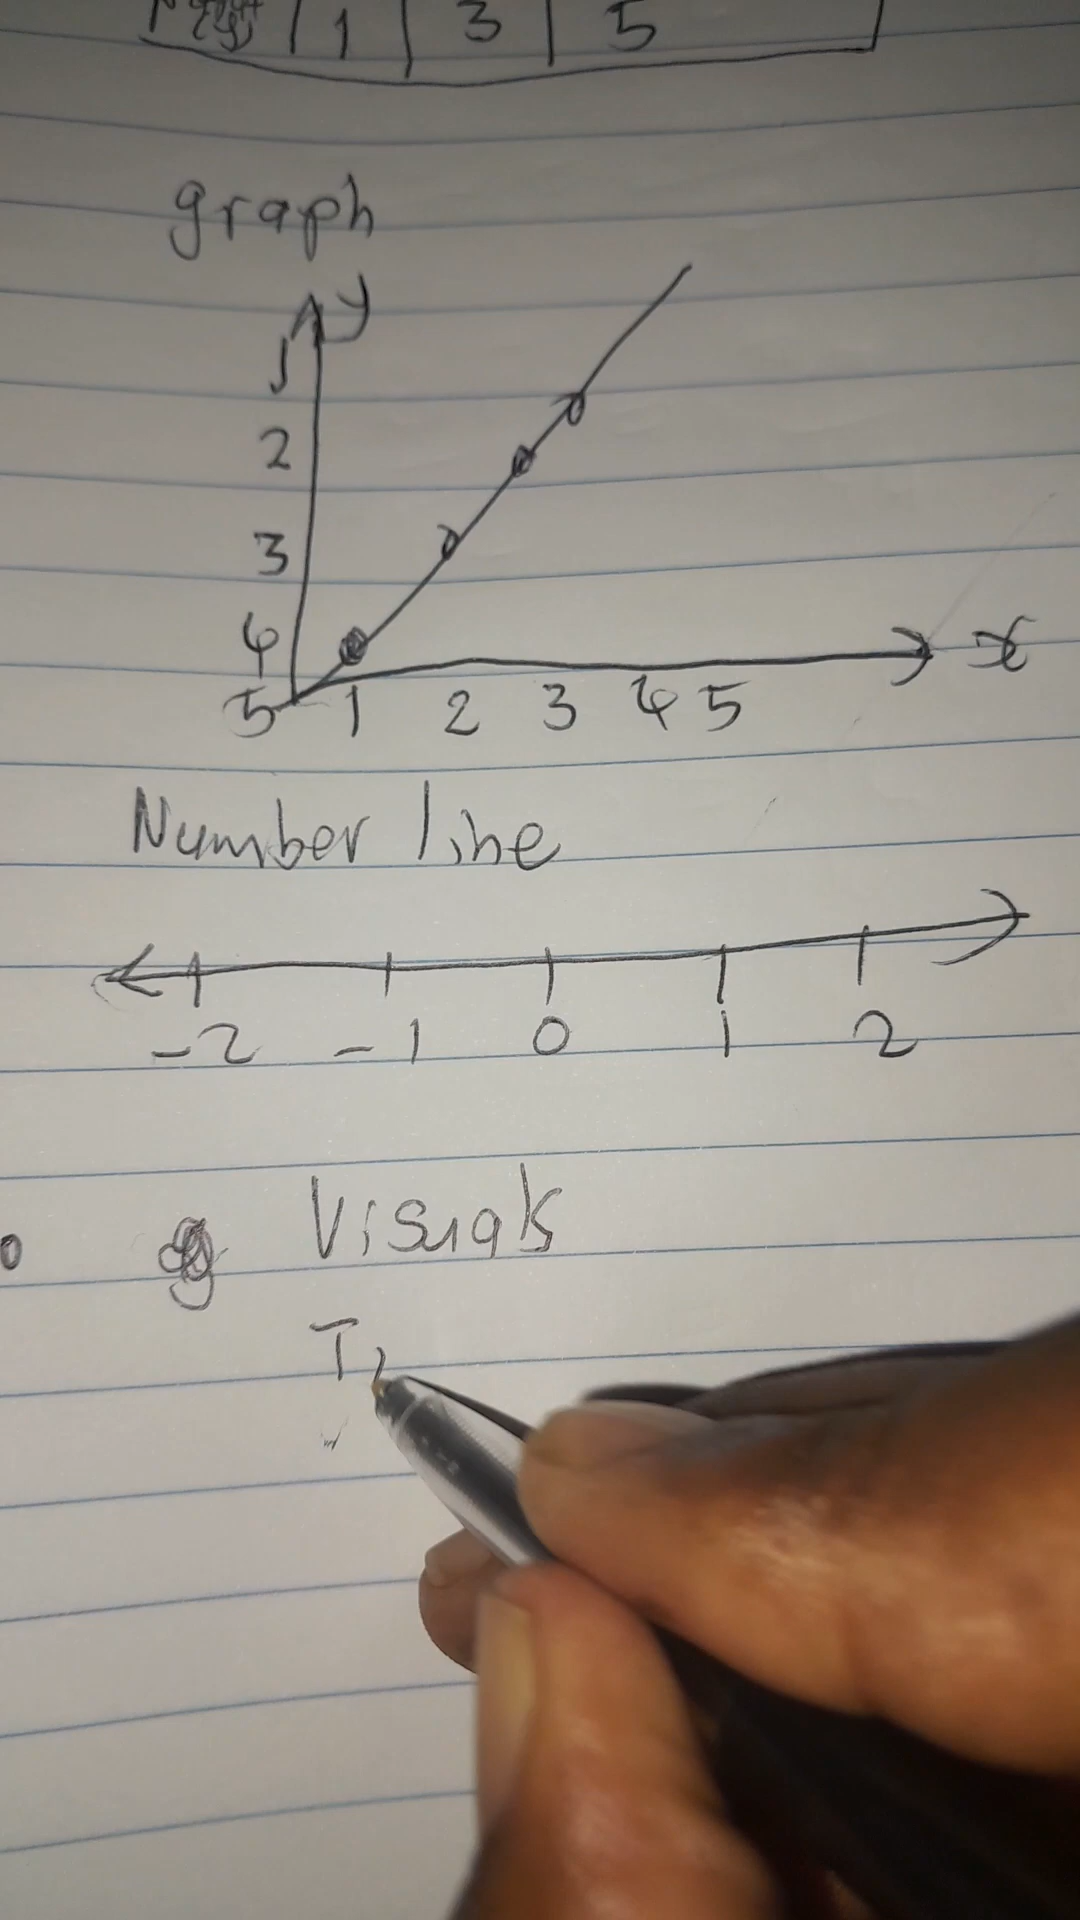 1 3 5
graph
y
1
2
3
4
5 1 2 3 4 5 x
Number line
-2 -1 0 1 2
Visuals
T